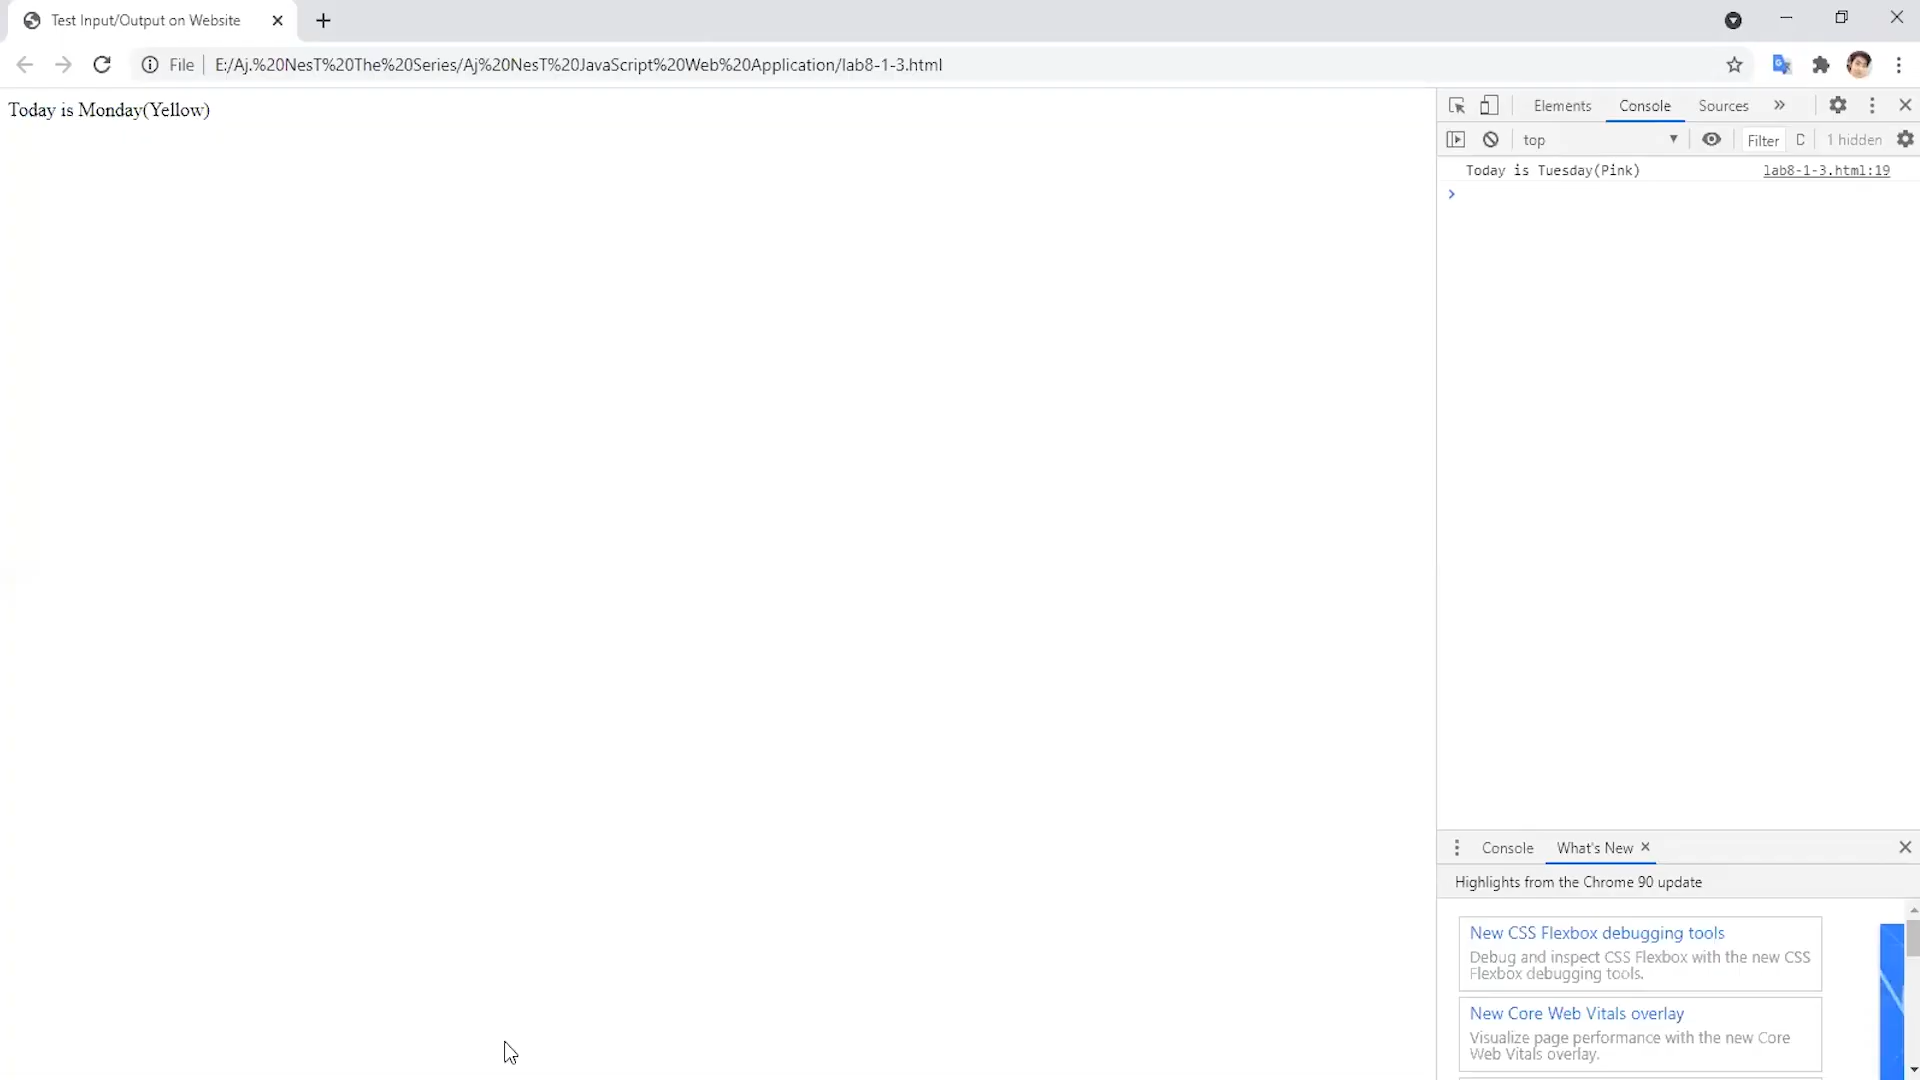 Test Input/Output on Website
File
E:/Aj.%20NesT%20The%20Series/Aj%20NesT%20JavaScript%20Web%20Application/lab8-1-3.html
Today is Monday(Yellow)
Elements Console Sources
top Filter D 1 hidden
Today is Tuesday(Pink) lab8-1-3.html:19
Console What's New
Highlights from the Chrome 90 update
New CSS Flexbox debugging tools
Debug and inspect CSS Flexbox with the new CSS
Flexbox debugging tools.
New Core Web Vitals overlay
Visualize page performance with the new Core
Web Vitals overlay.